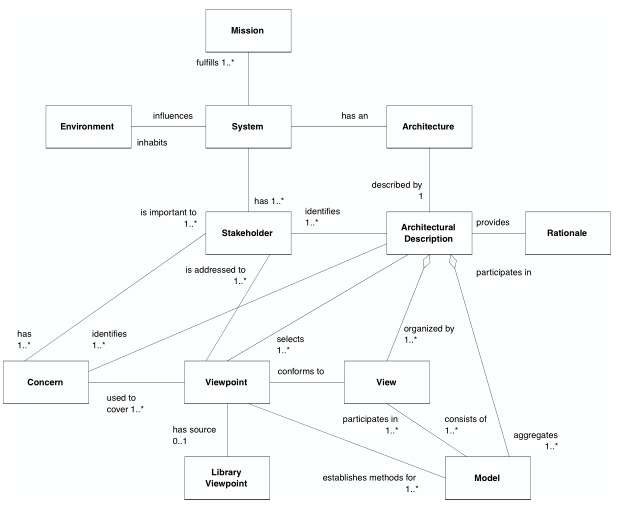 Mission
fulfills 1..*
influences
has an
Environment
System
Architecture
inhabits
described by
1
has 1..*
is important to
1..*
identifies
1..*
provides
Stakeholder
Architectural
Description
Rationale
is addressed to
1..*
participates in
has
1..*
identifies
1..*
selects
1..*
organized by
1..*
conforms to
Concern
Viewpoint
View
used to
cover 1..*
has source
0..1
participates in
1..*
consists of
1..*
aggregates
1..*
Library
Viewpoint
establishes methods for
1..*
Model